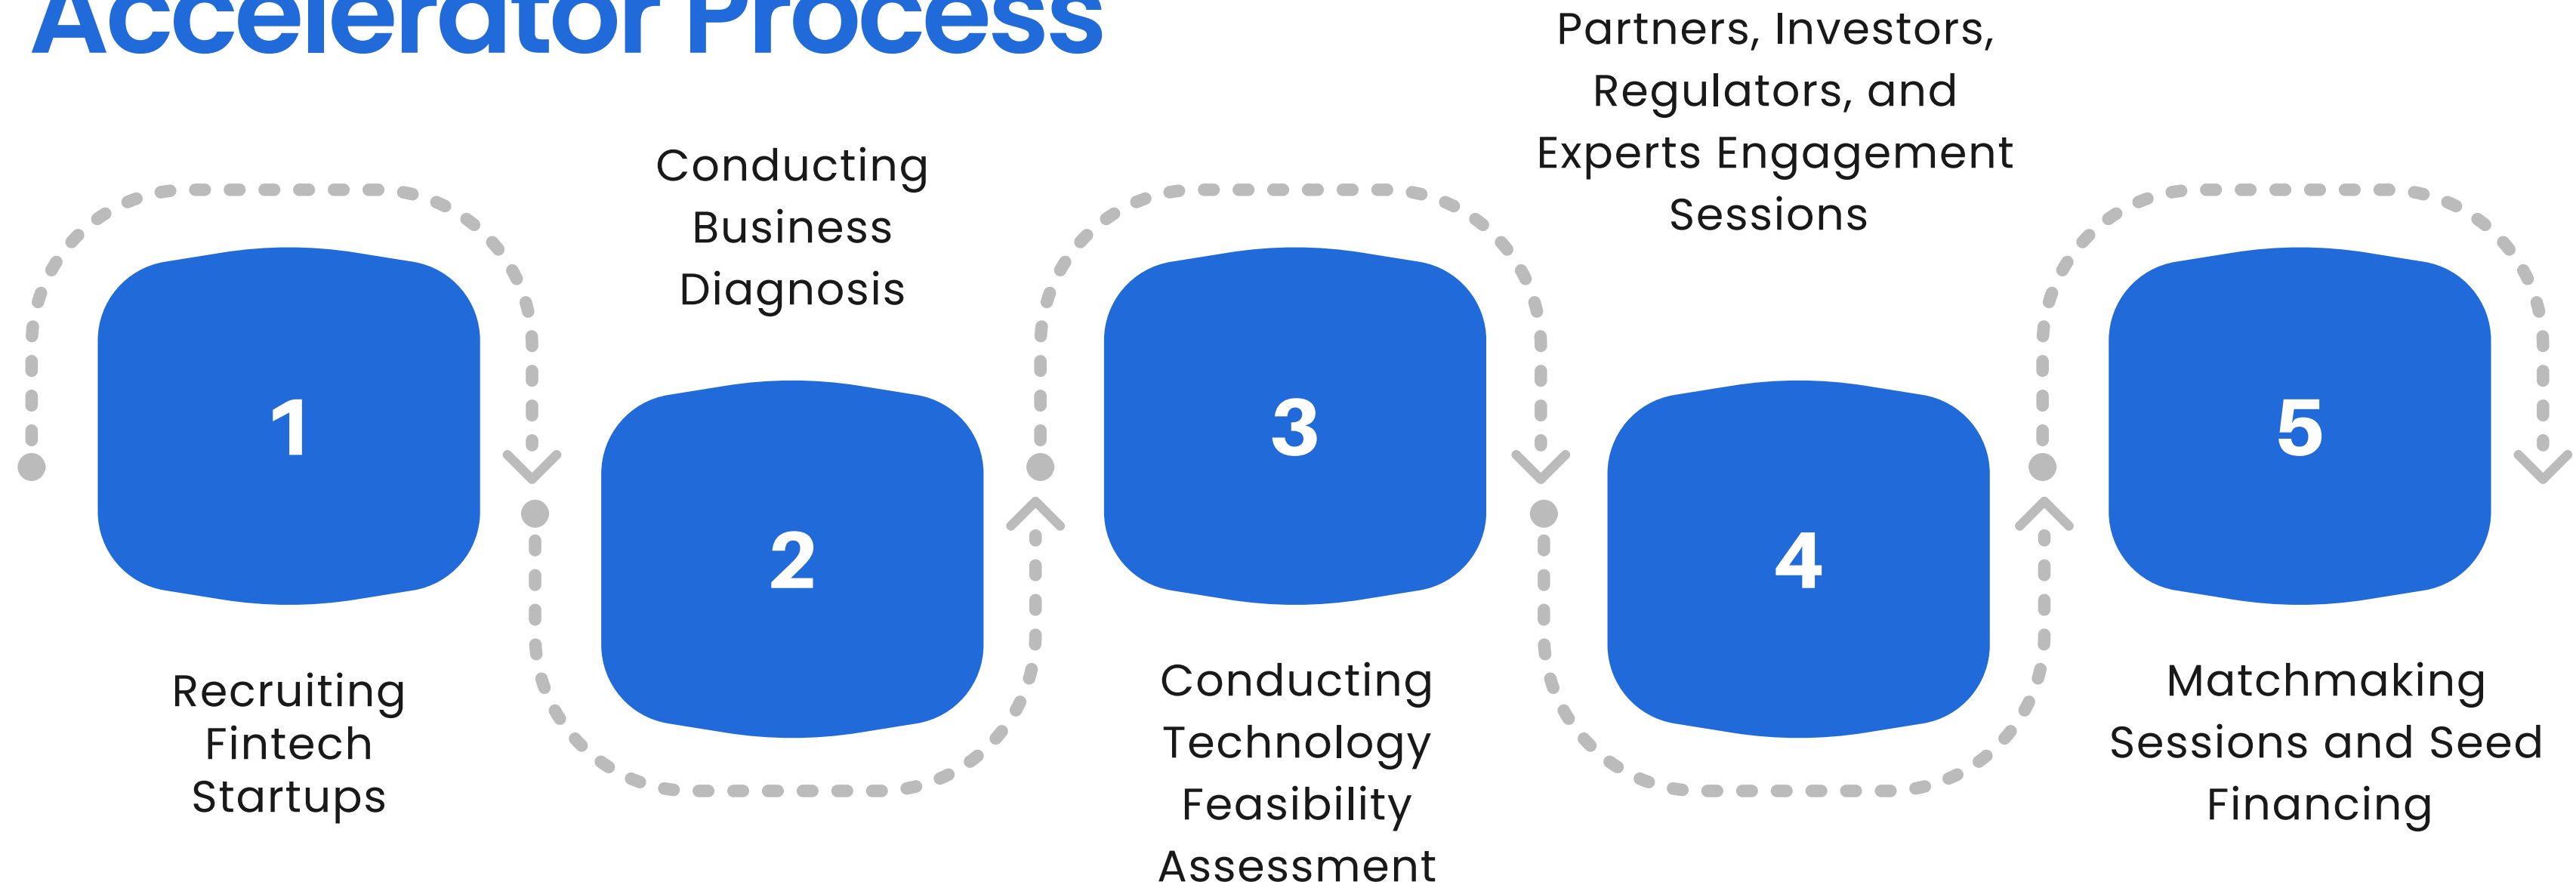 Accelerator Process
1
Recruiting
Fintech
Startups
Conducting
Business
Diagnosis
2
3
Conducting
Technology
Feasibility
Assessment
Partners, Investors,
Regulators, and
Experts Engagement
Sessions
4
5
Matchmaking
Sessions and Seed
Financing